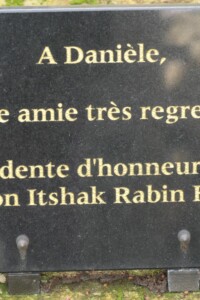 A Danièle,
e amie très regre
dente d'honneur
on Itshak Rabin